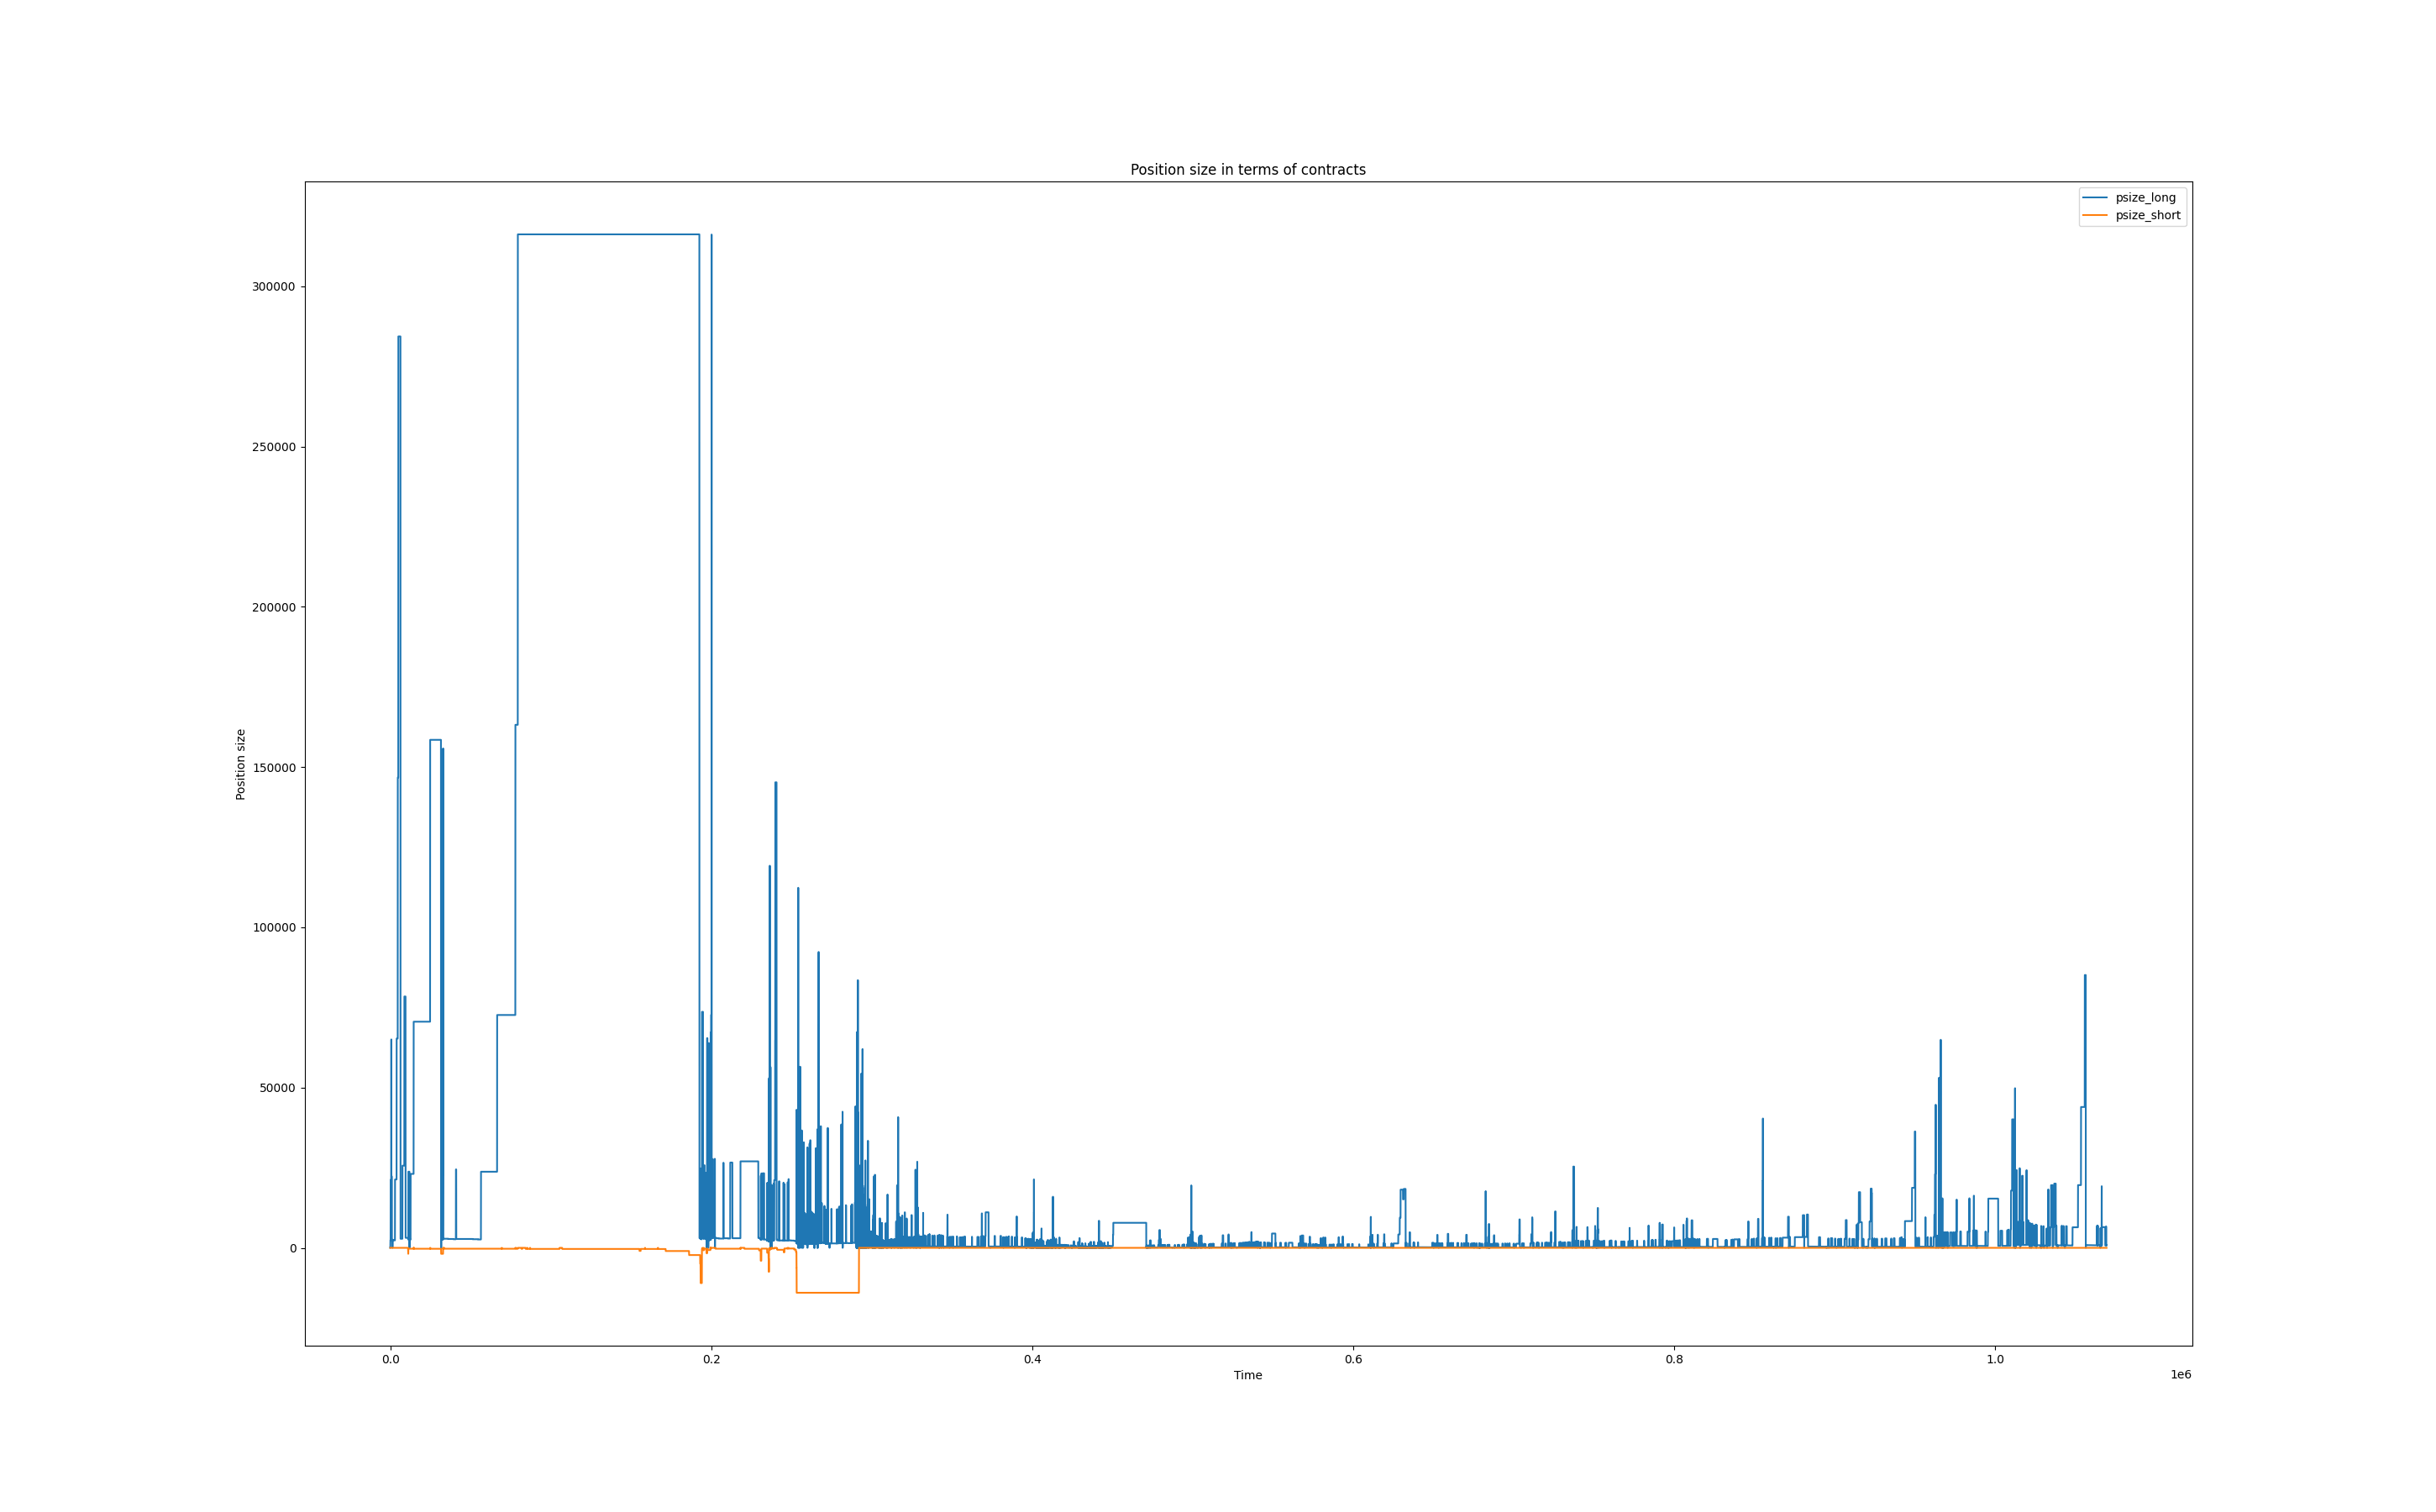 Position size in terms of contracts
psize_long
psize_short
300000
250000
200000
150000
100000
50000
0
Position size
0.0 0.2 0.4 0.6 0.8 1.0
Time
1e6